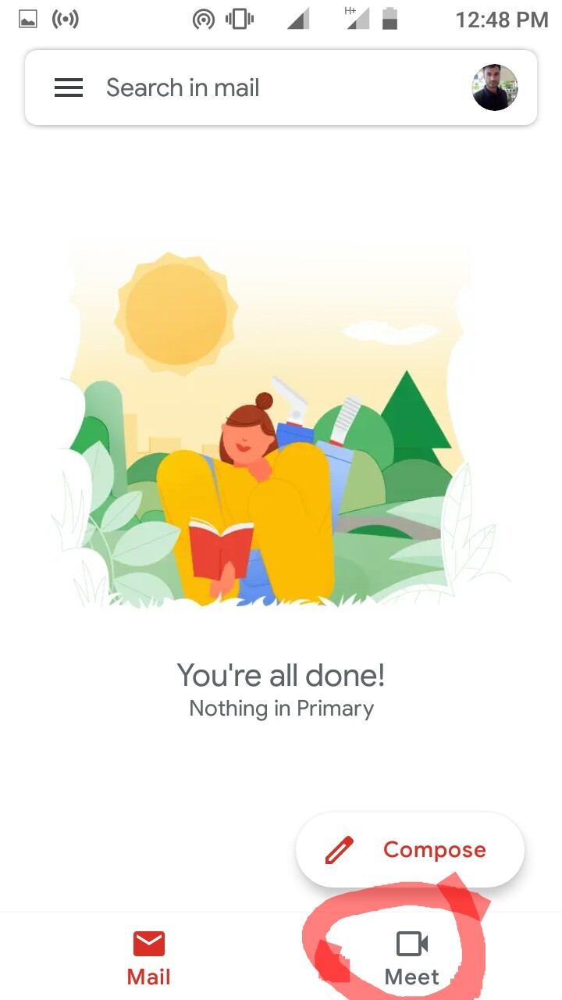 H+
12:48 PM
Search in mail
You're all done!
Nothing in Primary
Compose
Mail
Meet